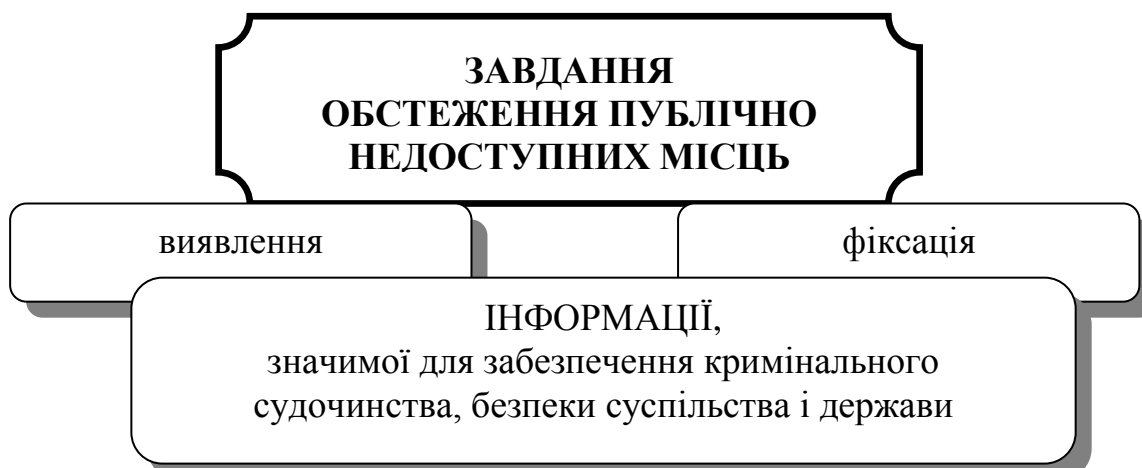 ЗАВДАННЯ
ОБСТЕЖЕННЯ ПУБЛІЧНО
НЕДОСТУПНИХ МІСЦЬ
виявлення
фіксація
ІНФОРМАЦІЇ,
значимої для забезпечення кримінального
судочинства, безпеки суспільства і держави